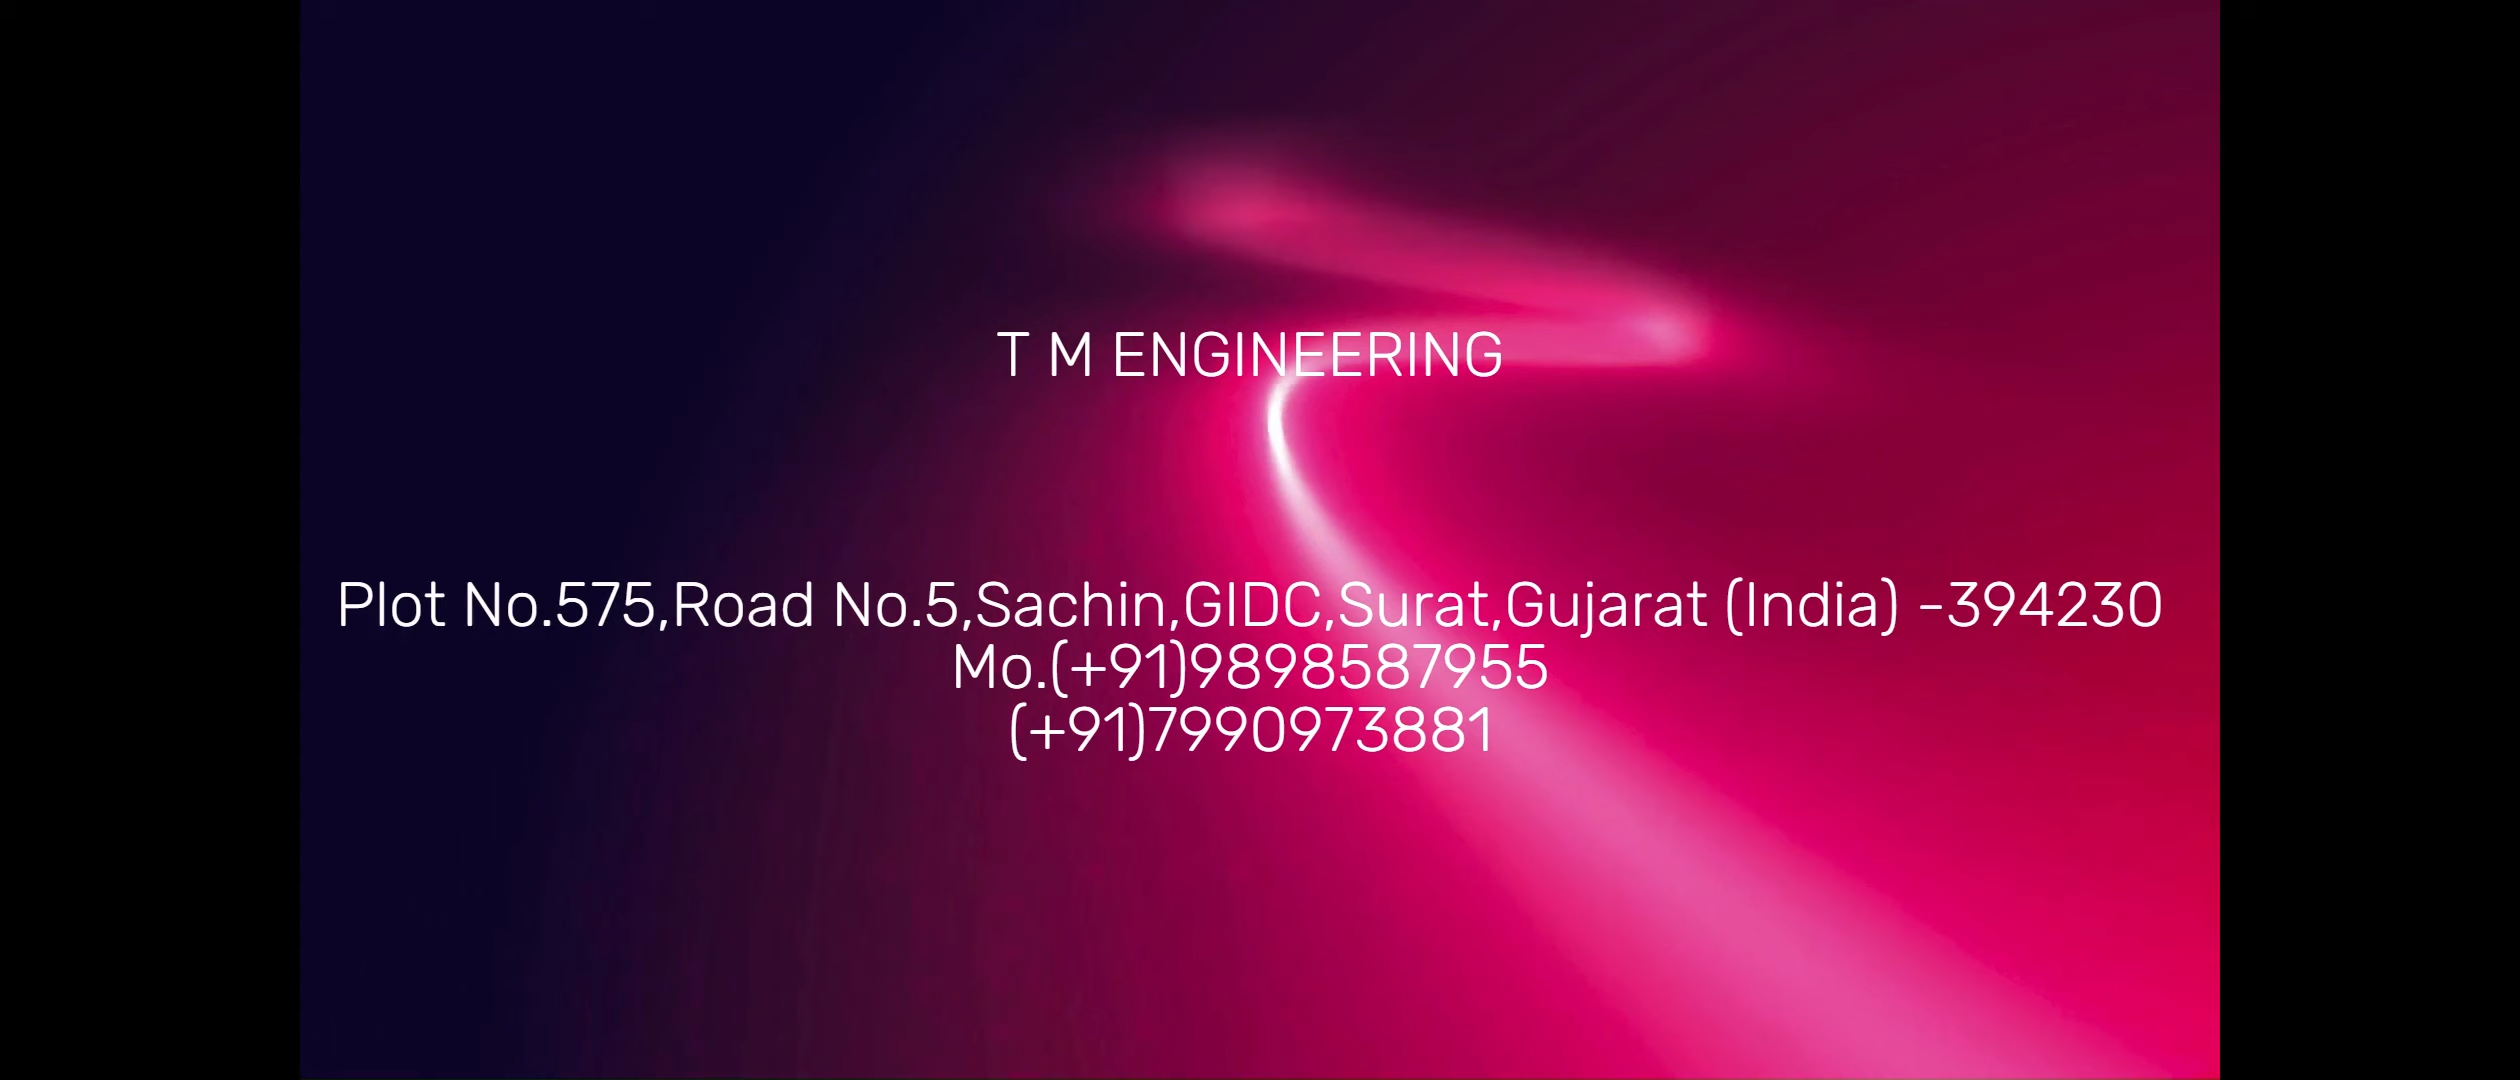 T M ENGINEERING
Plot No.575,Road No.5,Sachin,GIDC,Surat,Gujarat (India) -394230
Mo.(+91)9898587955
(+91)7990973881